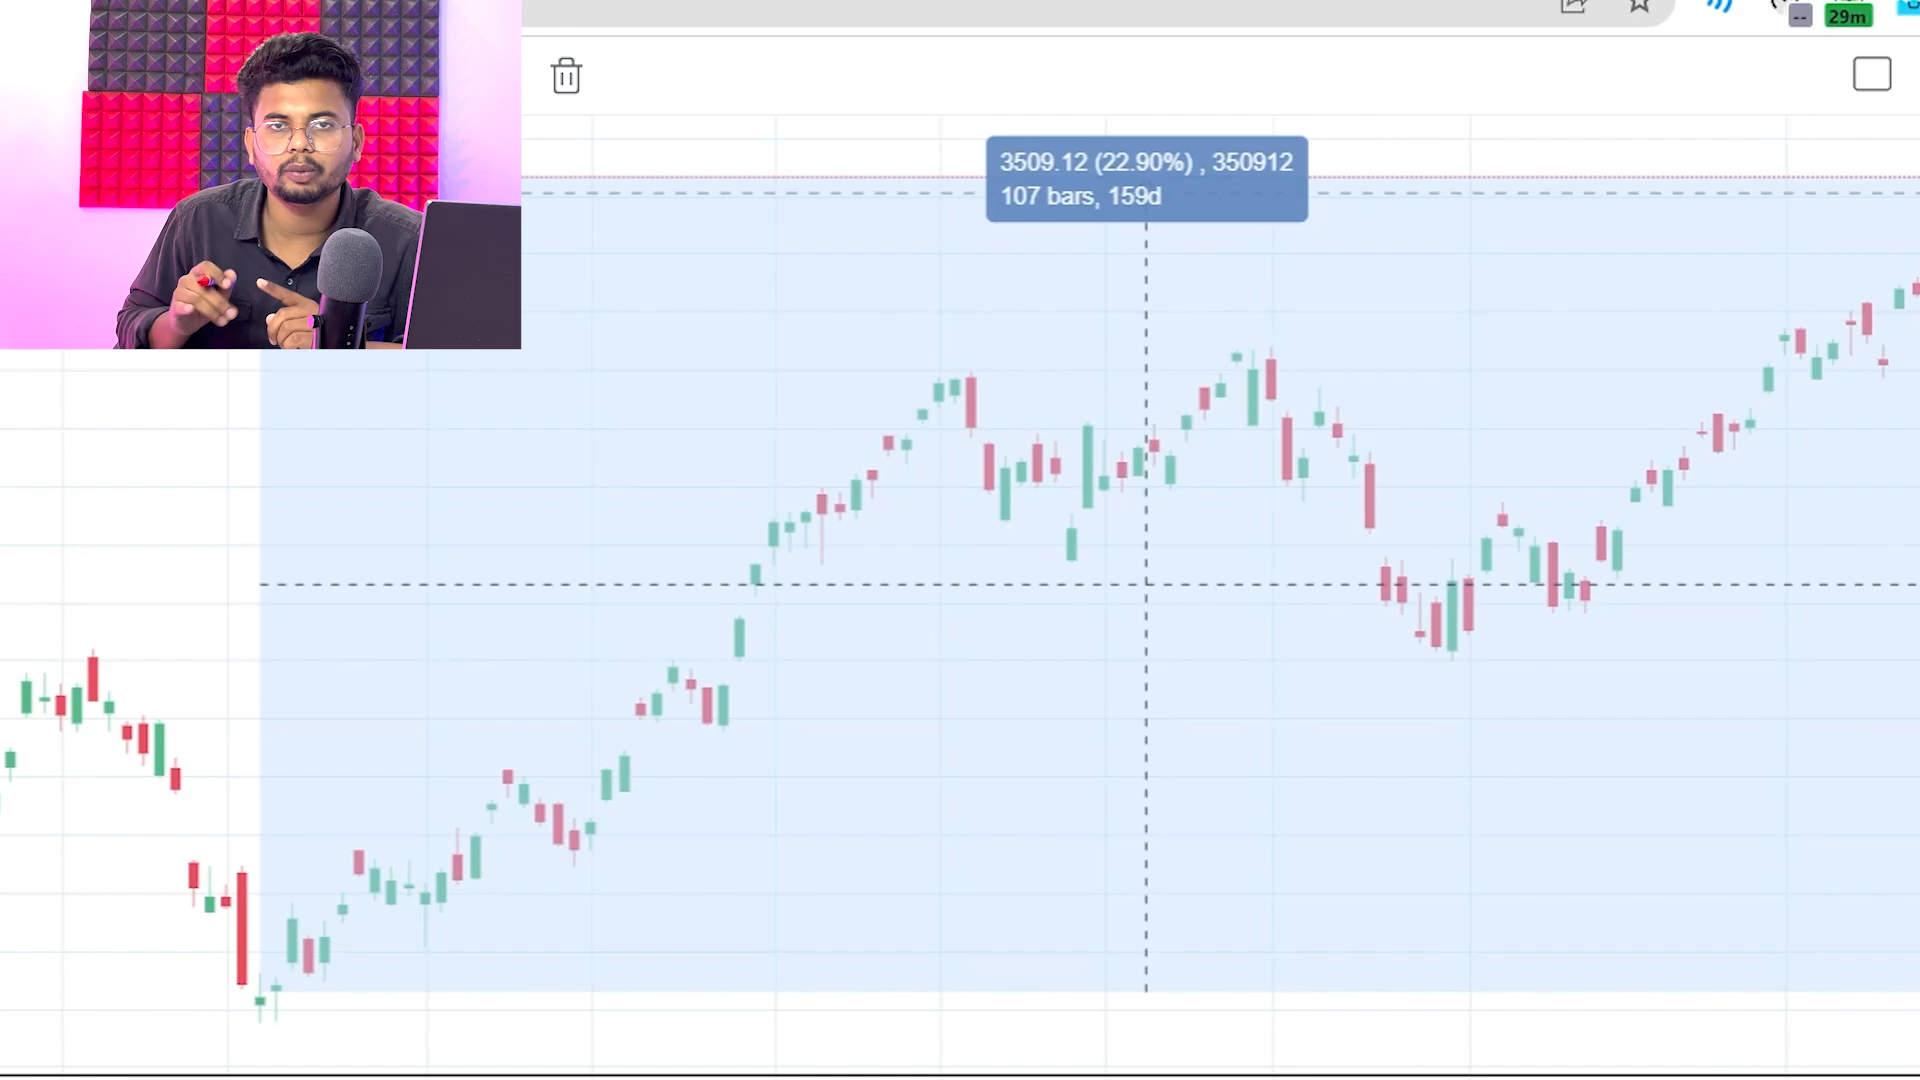 --
29m
3509.12 (22.90%) , 350912
107 bars, 159d